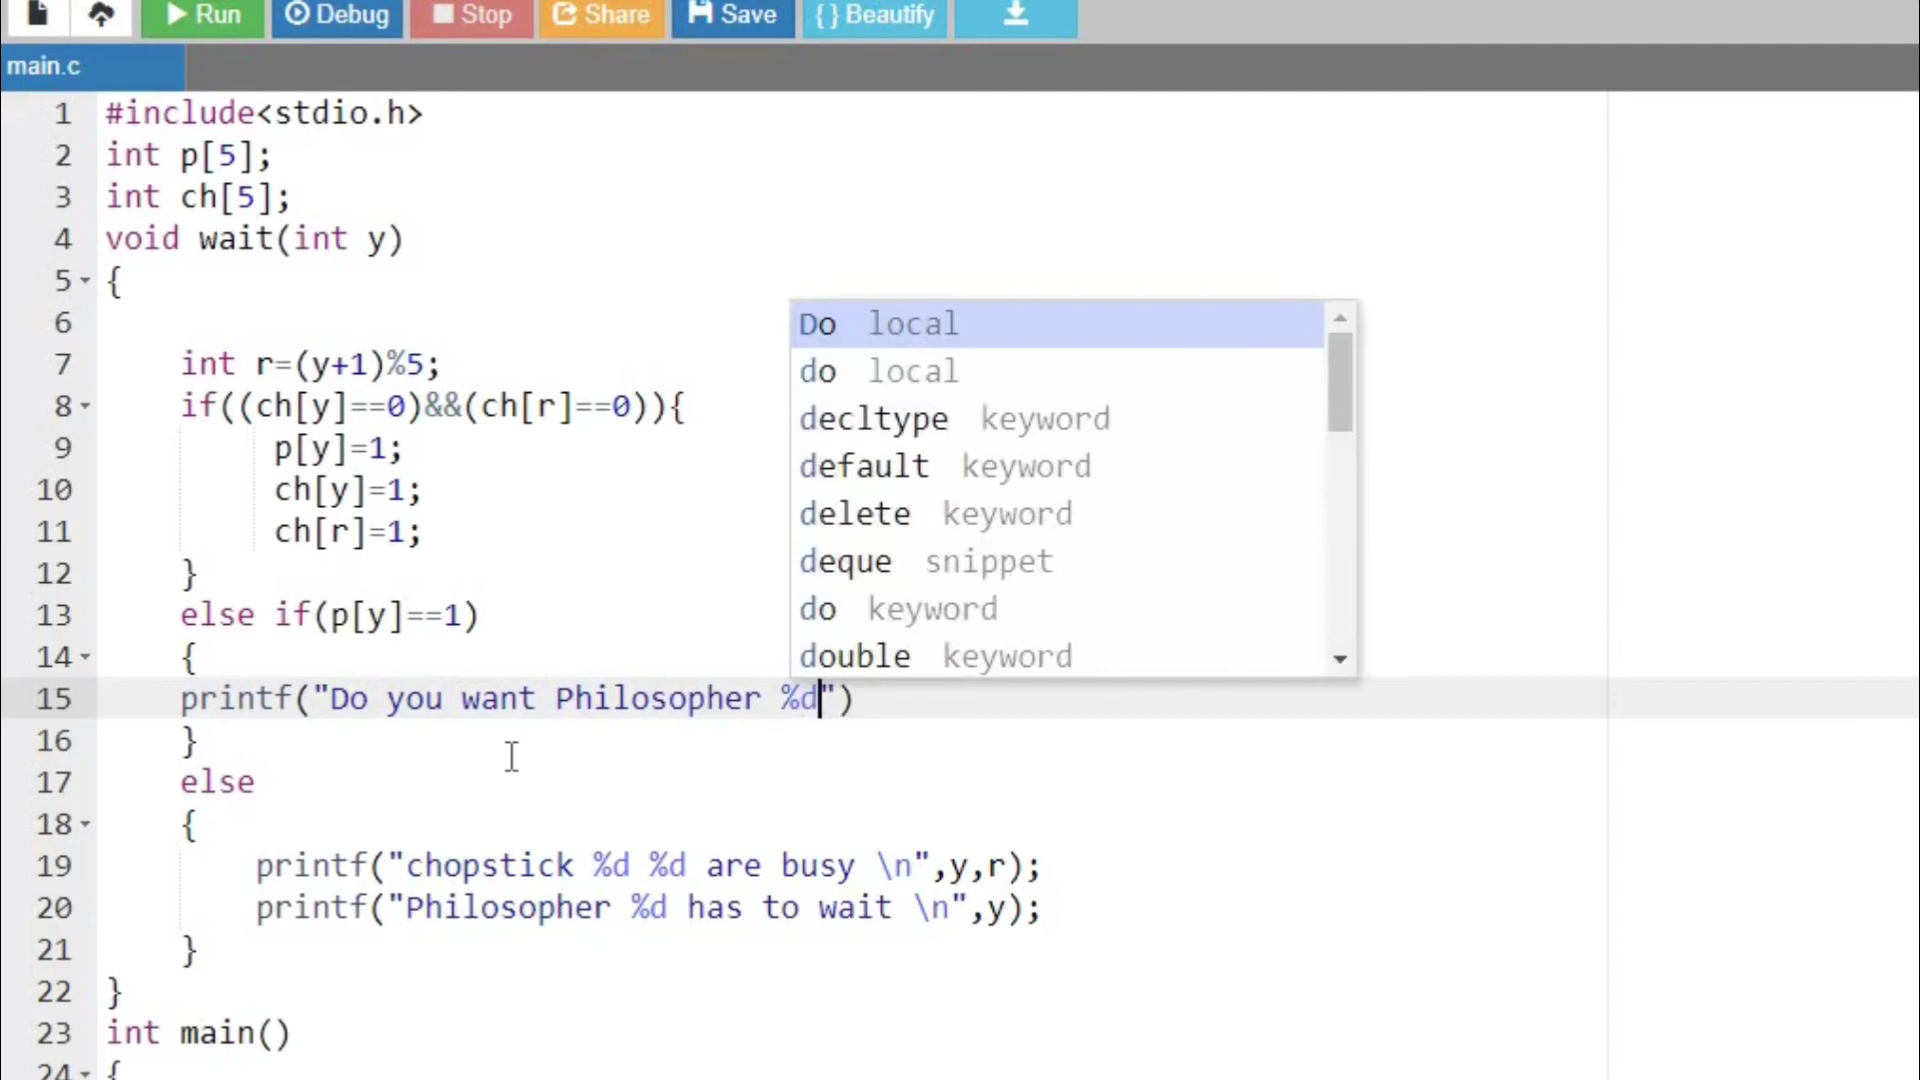 Run Debug Stop Share Save { } Beautify
main.c
1 #include<stdio.h>
2 int p[5];
3 int ch[5];
4 void wait(int y)
5 {
6
7 int r=(y+1)%5;
8 if((ch[y]==0)&&(ch[r]==0)){
9 p[y]=1;
10 ch[y]=1;
11 ch[r]=1;
12 }
13 else if(p[y]==1)
14 {
15 printf("Do you want Philosopher %d")
16 }
17 else
18 {
19 printf("chopstick %d %d are busy \n",y,r);
20 printf("Philosopher %d has to wait \n",y);
21 }
22 }
23 int main()
24 {
Do local
do local
decltype keyword
default keyword
delete keyword
deque snippet
do keyword
double keyword